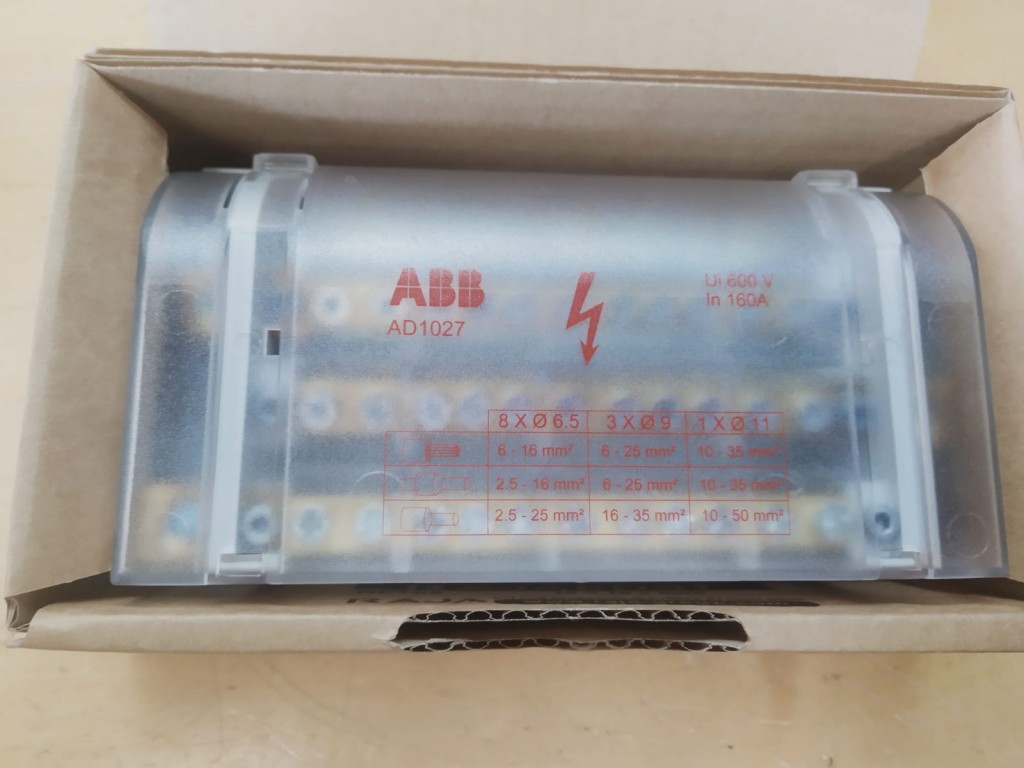 ABB
AD1027
Ui 600 V
In 160A
8 X Ø 6.5 3 X Ø 9 1 X Ø 11
6 - 16 mm² 6 - 25 mm² 10 - 35 mm²
2.5 - 16 mm² 6 - 25 mm² 10 - 35 mm²
2.5 - 25 mm² 16 - 35 mm² 10 - 50 mm²
RAJA